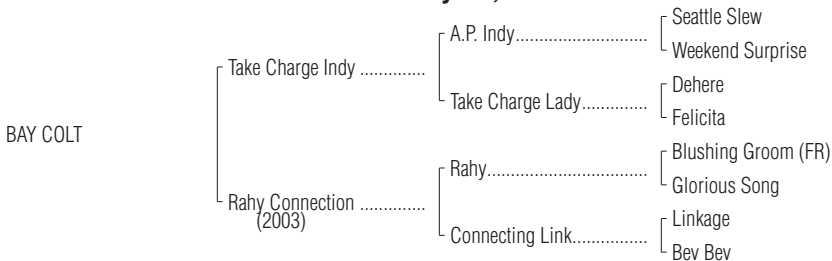 Seattle Slew
A.P. Indy
Weekend Surprise
Take Charge Indy
Dehere
Take Charge Lady
Felicita
BAY COLT
Blushing Groom (FR)
Rahy
Glorious Song
Rahy Connection
(2003)
Linkage
Connecting Link
Bev Bev